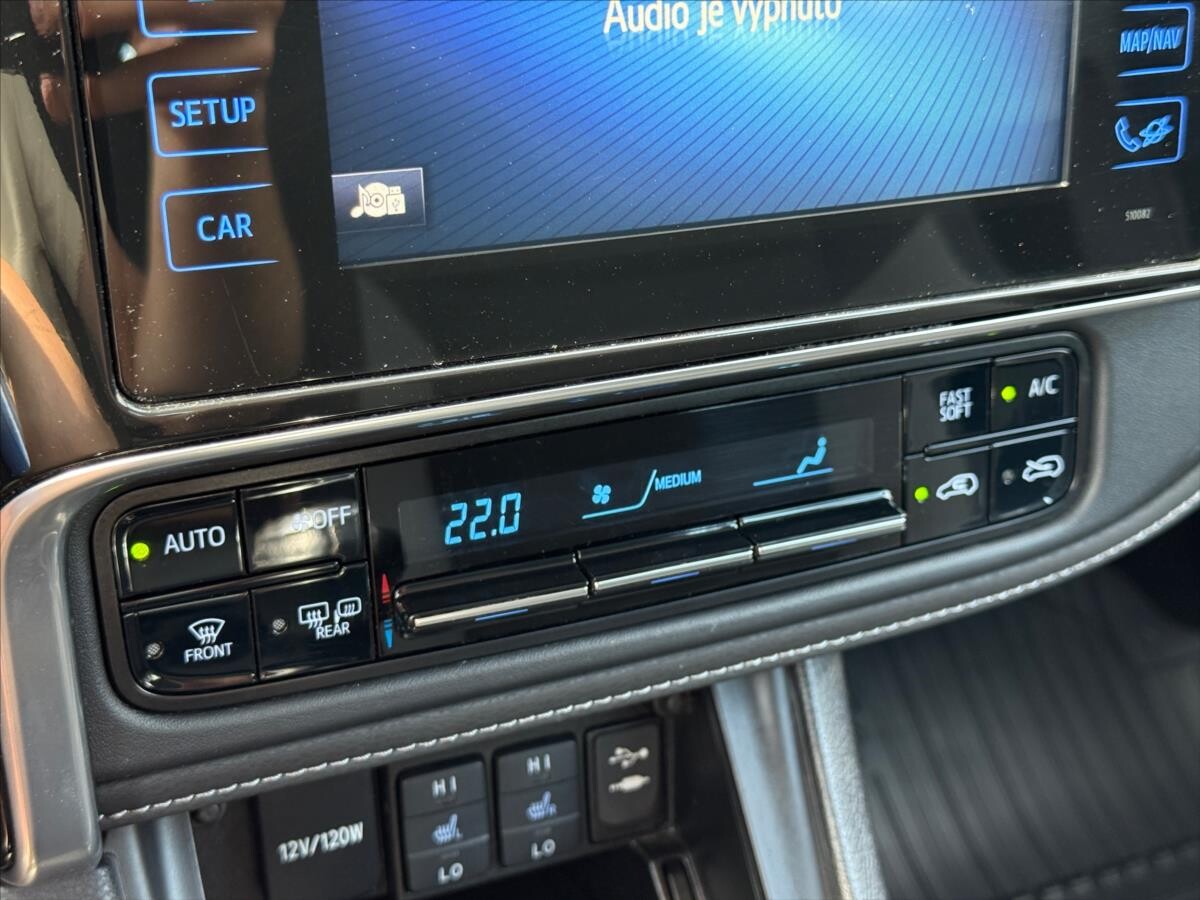 Audio je vypnuto
MAP/NAV
SETUP
CAR
510082
FAST
SOFT
A/C
AUTO
OFF
22.0
MEDIUM
FRONT
REAR
HI
L
LO
HI
R
LO
12V/120W